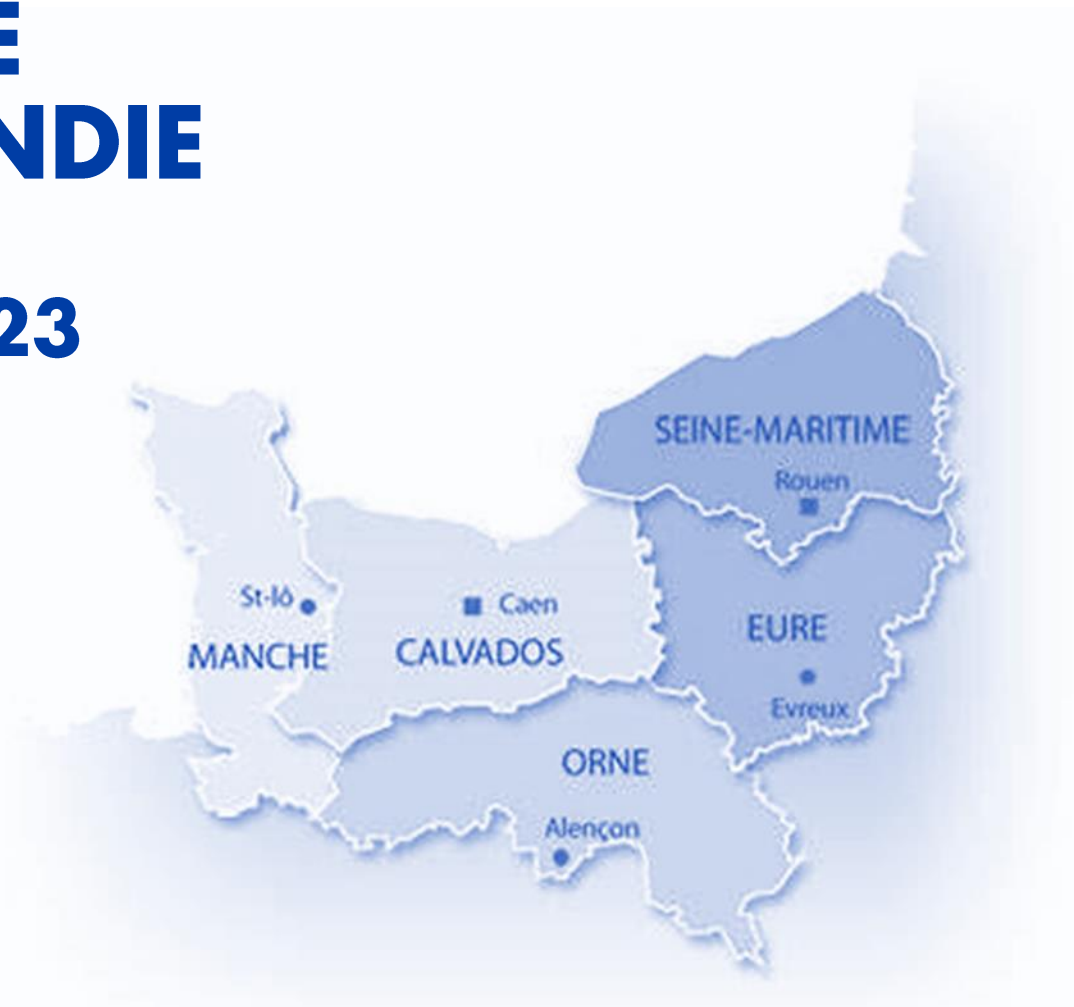 E
NDIE
23
SEINE-MARITIME
Rouen
St-lô
Caen
MANCHE
CALVADOS
EURE
Evreux
ORNE
Alençon